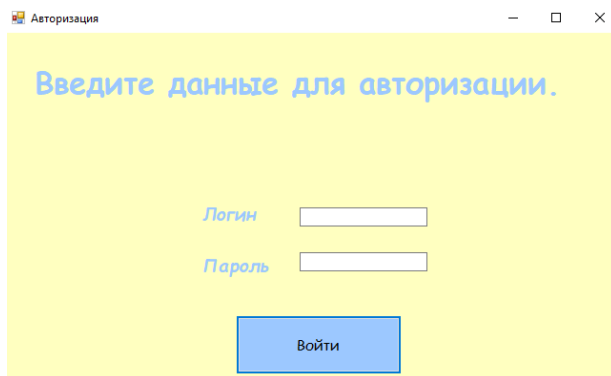 Авторизация
Введите данные для авторизации.
Логин
Пароль
Войти